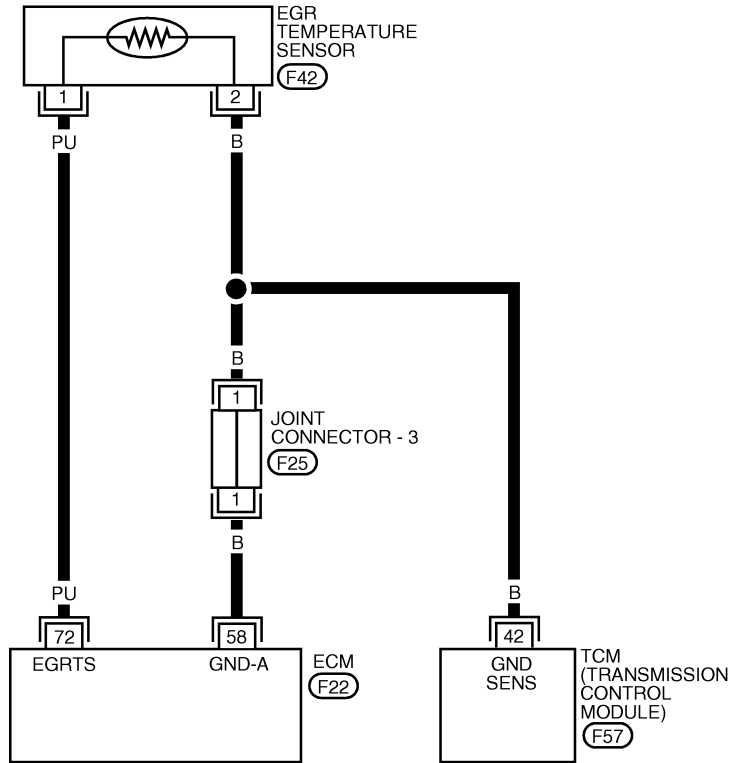 EGR
TEMPERATURE
SENSOR
F42
1
2
PU
B
B
1
JOINT
CONNECTOR - 3
F25
1
B
PU
B
72
58
42
EGRTS
GND-A
ECM
F22
GND
SENS
TCM
(TRANSMISSION
CONTROL
MODULE)
F57